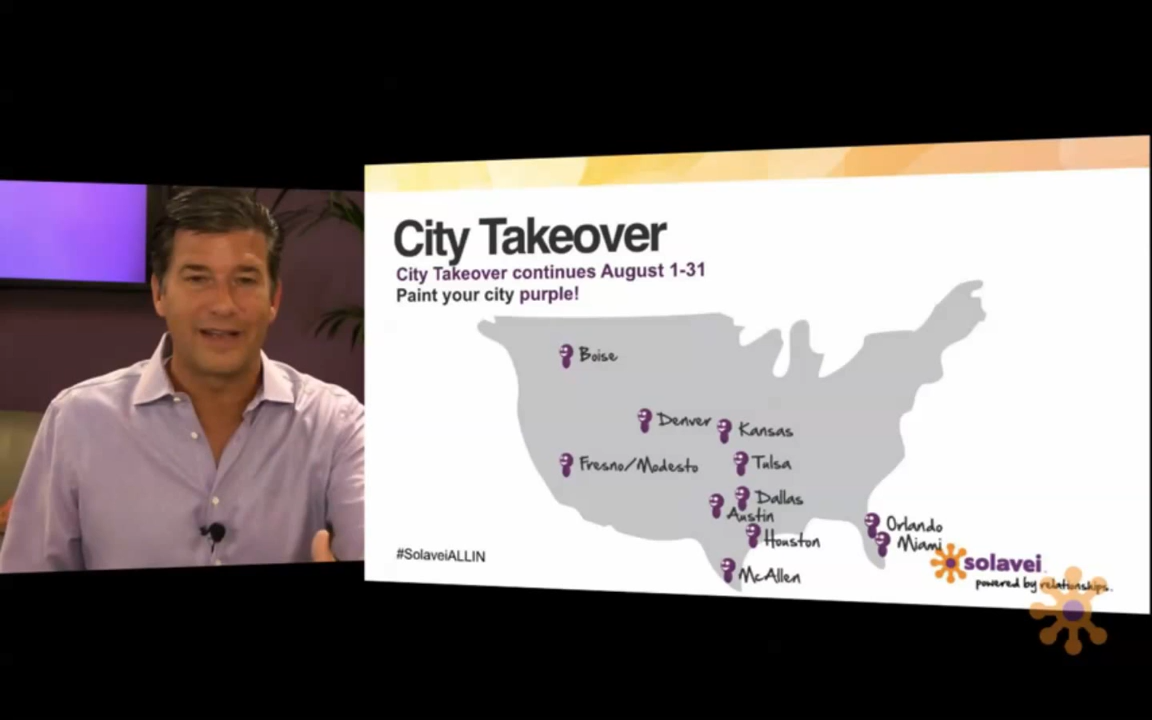 City Takeover
City Takeover continues August 1-31
Paint your city purple!
Boise
Denver
Kansas
Fresno/Modesto
Tulsa
Dallas
Austin
Orlando
Houston
Miami
#SolaveiALLIN
solavei
McAllen
powered by relationships.